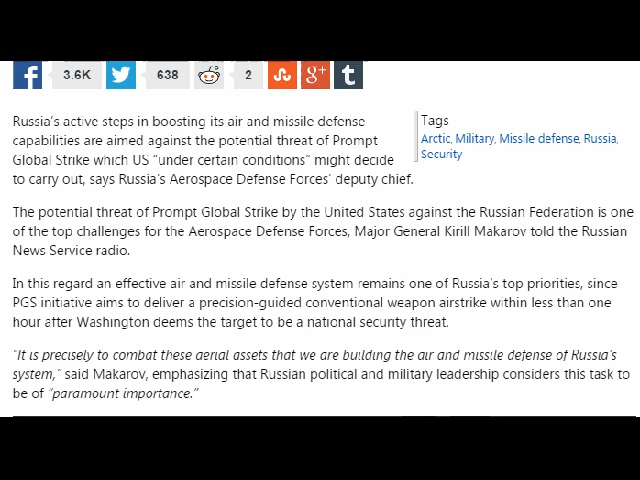 f 3.6K 638 2 g+ t
Russia's active steps in boosting its air and missile defense
capabilities are aimed against the potential threat of Prompt
Global Strike which US “under certain conditions” might decide
to carry out, says Russia's Aerospace Defense Forces' deputy chief.
Tags
Arctic, Military, Missile defense, Russia,
Security
The potential threat of Prompt Global Strike by the United States against the Russian Federation is one
of the top challenges for the Aerospace Defense Forces, Major General Kirill Makarov told the Russian
News Service radio.
In this regard an effective air and missile defense system remains one of Russia's top priorities, since
PGS initiative aims to deliver a precision-guided conventional weapon airstrike within less than one
hour after Washington deems the target to be a national security threat.
“It is precisely to combat these aerial assets that we are building the air and missile defense of Russia's
system,” said Makarov, emphasizing that Russian political and military leadership considers this task to
be of “paramount importance.”